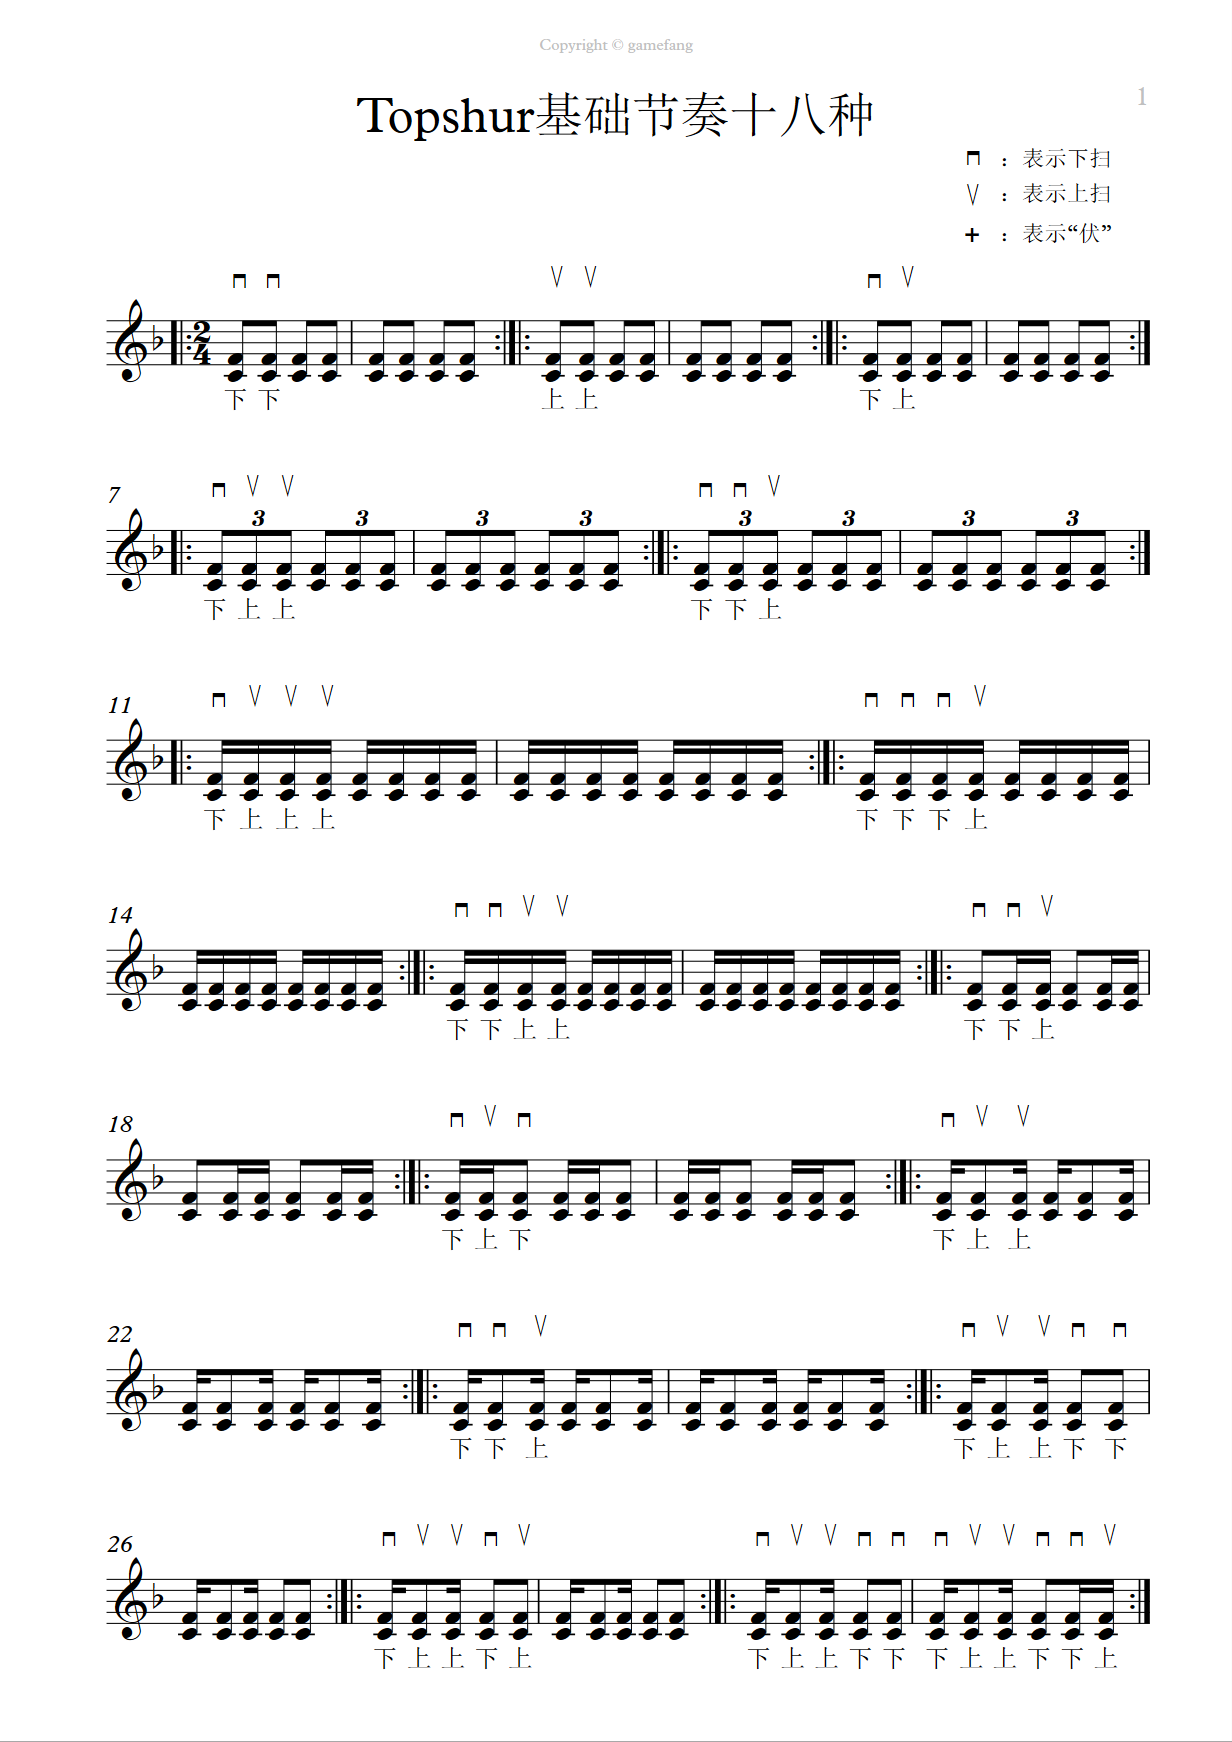 Copyright © gamefang
1
Topshur基础节奏十八种
：表示下扫
：表示上扫
+ ：表示“伏”
2
4
下 下 上 上 下 上
7
3 3 3 3 3 3 3 3
下 上 上 下 下 上
11
下 上 上 上 下 下 下 上
14
下 下 上 上 下 下 上
18
下 上 下 下 上 上
22
下 下 上 下 上 上 下 下
26
下 上 上 下 上 下 上 上 下 下 下 上 上 下 下 上